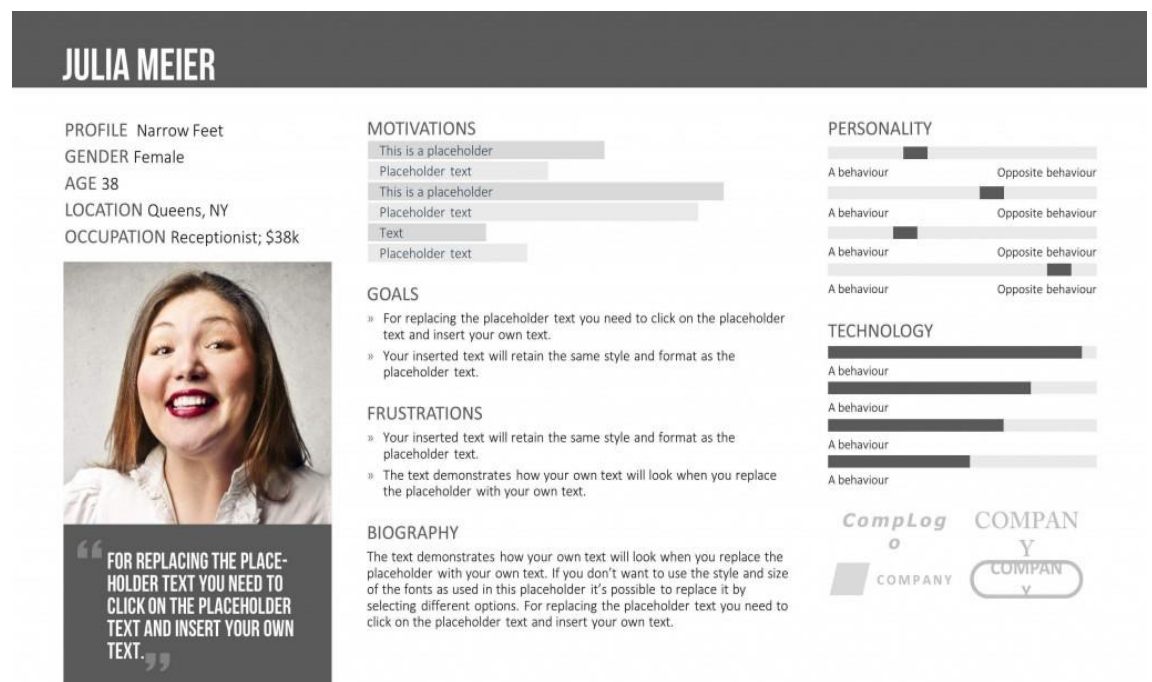 JULIA MEIER
PROFILE Narrow Feet
GENDER Female
AGE 38
LOCATION Queens, NY
OCCUPATION Receptionist; $38k
“ FOR REPLACING THE PLACE-
HOLDER TEXT YOU NEED TO
CLICK ON THE PLACEHOLDER
TEXT AND INSERT YOUR OWN
TEXT. ”
MOTIVATIONS
This is a placeholder
Placeholder text
This is a placeholder
Placeholder text
Text
Placeholder text
GOALS
» For replacing the placeholder text you need to click on the placeholder
text and insert your own text.
» Your inserted text will retain the same style and format as the
placeholder text.
FRUSTRATIONS
» Your inserted text will retain the same style and format as the
placeholder text.
» The text demonstrates how your own text will look when you replace
the placeholder with your own text.
BIOGRAPHY
The text demonstrates how your own text will look when you replace the
placeholder with your own text. If you don’t want to use the style and size
of the fonts as used in this placeholder it’s possible to replace it by
selecting different options. For replacing the placeholder text you need to
click on the placeholder text and insert your own text.
PERSONALITY
A behaviour Opposite behaviour
A behaviour Opposite behaviour
A behaviour Opposite behaviour
A behaviour Opposite behaviour
TECHNOLOGY
A behaviour
A behaviour
A behaviour
A behaviour
CompLog
o
COMPAN
Y
COMPANY
COMPAN
Y